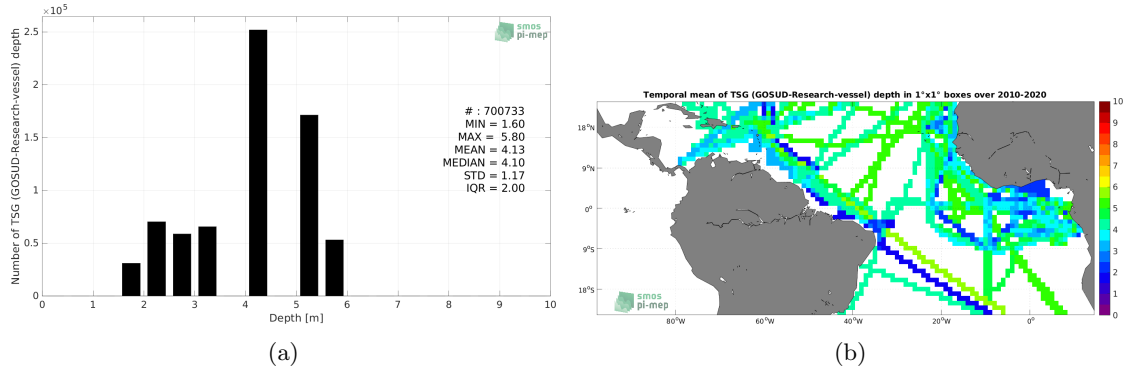 ×10⁵
2.5
2
1.5
1
0.5
0
0 1 2 3 4 5 6 7 8 9 10
Depth [m]
Number of TSG (GOSUD-Research-vessel) depth
smos
pi-mep
# : 700733
MIN = 1.60
MAX = 5.80
MEAN = 4.13
MEDIAN = 4.10
STD = 1.17
IQR = 2.00
(a)
Temporal mean of TSG (GOSUD-Research-vessel) depth in 1°x1° boxes over 2010-2020
18°N
9°N
0°
9°S
18°S
80°W 60°W 40°W 20°W 0°
smos
pi-mep
10
9
8
7
6
5
4
3
2
1
0
(b)